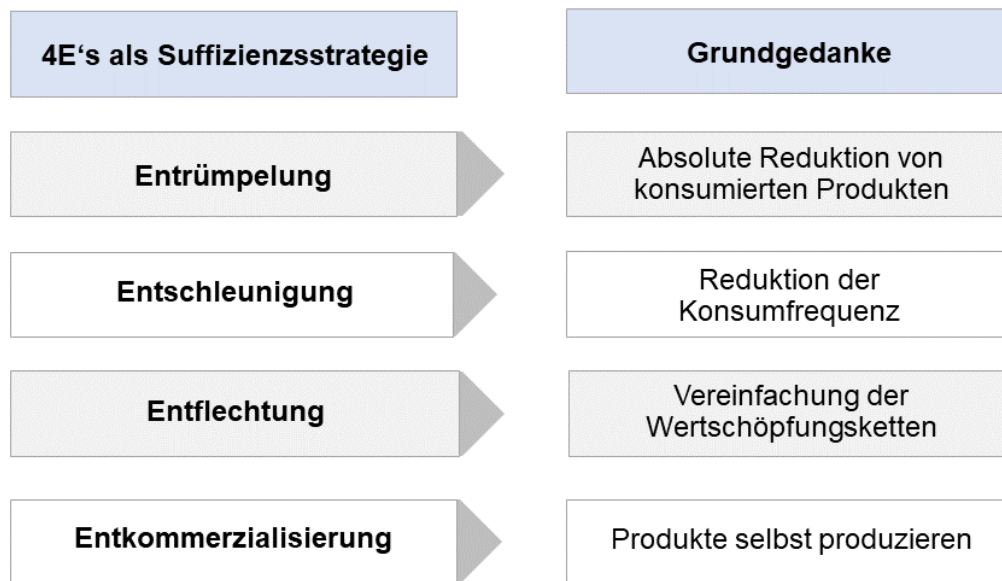 4E‘s als Suffizienzsstrategie
Grundgedanke
Entrümpelung
Absolute Reduktion von
konsumierten Produkten
Entschleunigung
Reduktion der
Konsumfrequenz
Entflechtung
Vereinfachung der
Wertschöpfungsketten
Entkommerzialisierung
Produkte selbst produzieren